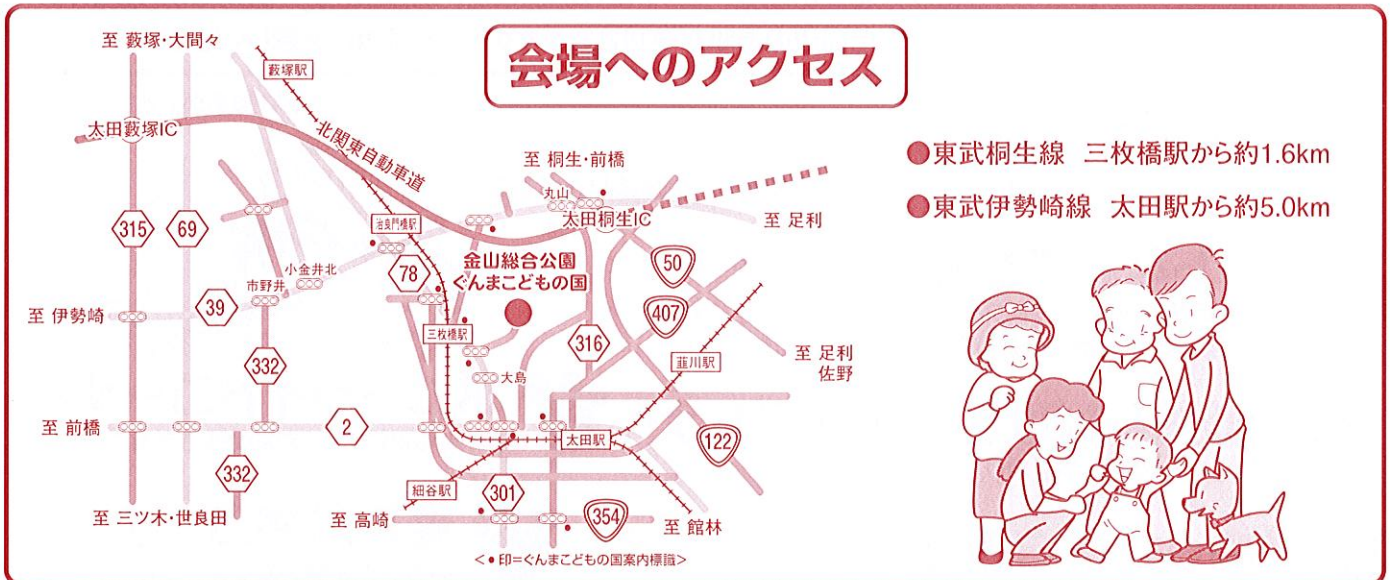 会場へのアクセス
●東武桐生線 三枚橋駅から約1.6km
●東武伊勢崎線 太田駅から約5.0km
至 藪塚・大間々
藪塚駅
太田藪塚IC
北関東自動車道
至 桐生・前橋
丸山
太田桐生IC
至 足利
315
69
治良門橋駅
金山総合公園
ぐんまこどもの国
50
78
小金井北
市野井
39
至 伊勢崎
407
三枚橋駅
316
至 足利
佐野
332
大島
韮川駅
至 前橋
2
太田駅
122
332
細谷駅
301
354
至 三ツ木・世良田
至 高崎
至 館林
<●印=ぐんまこどもの国案内標識>